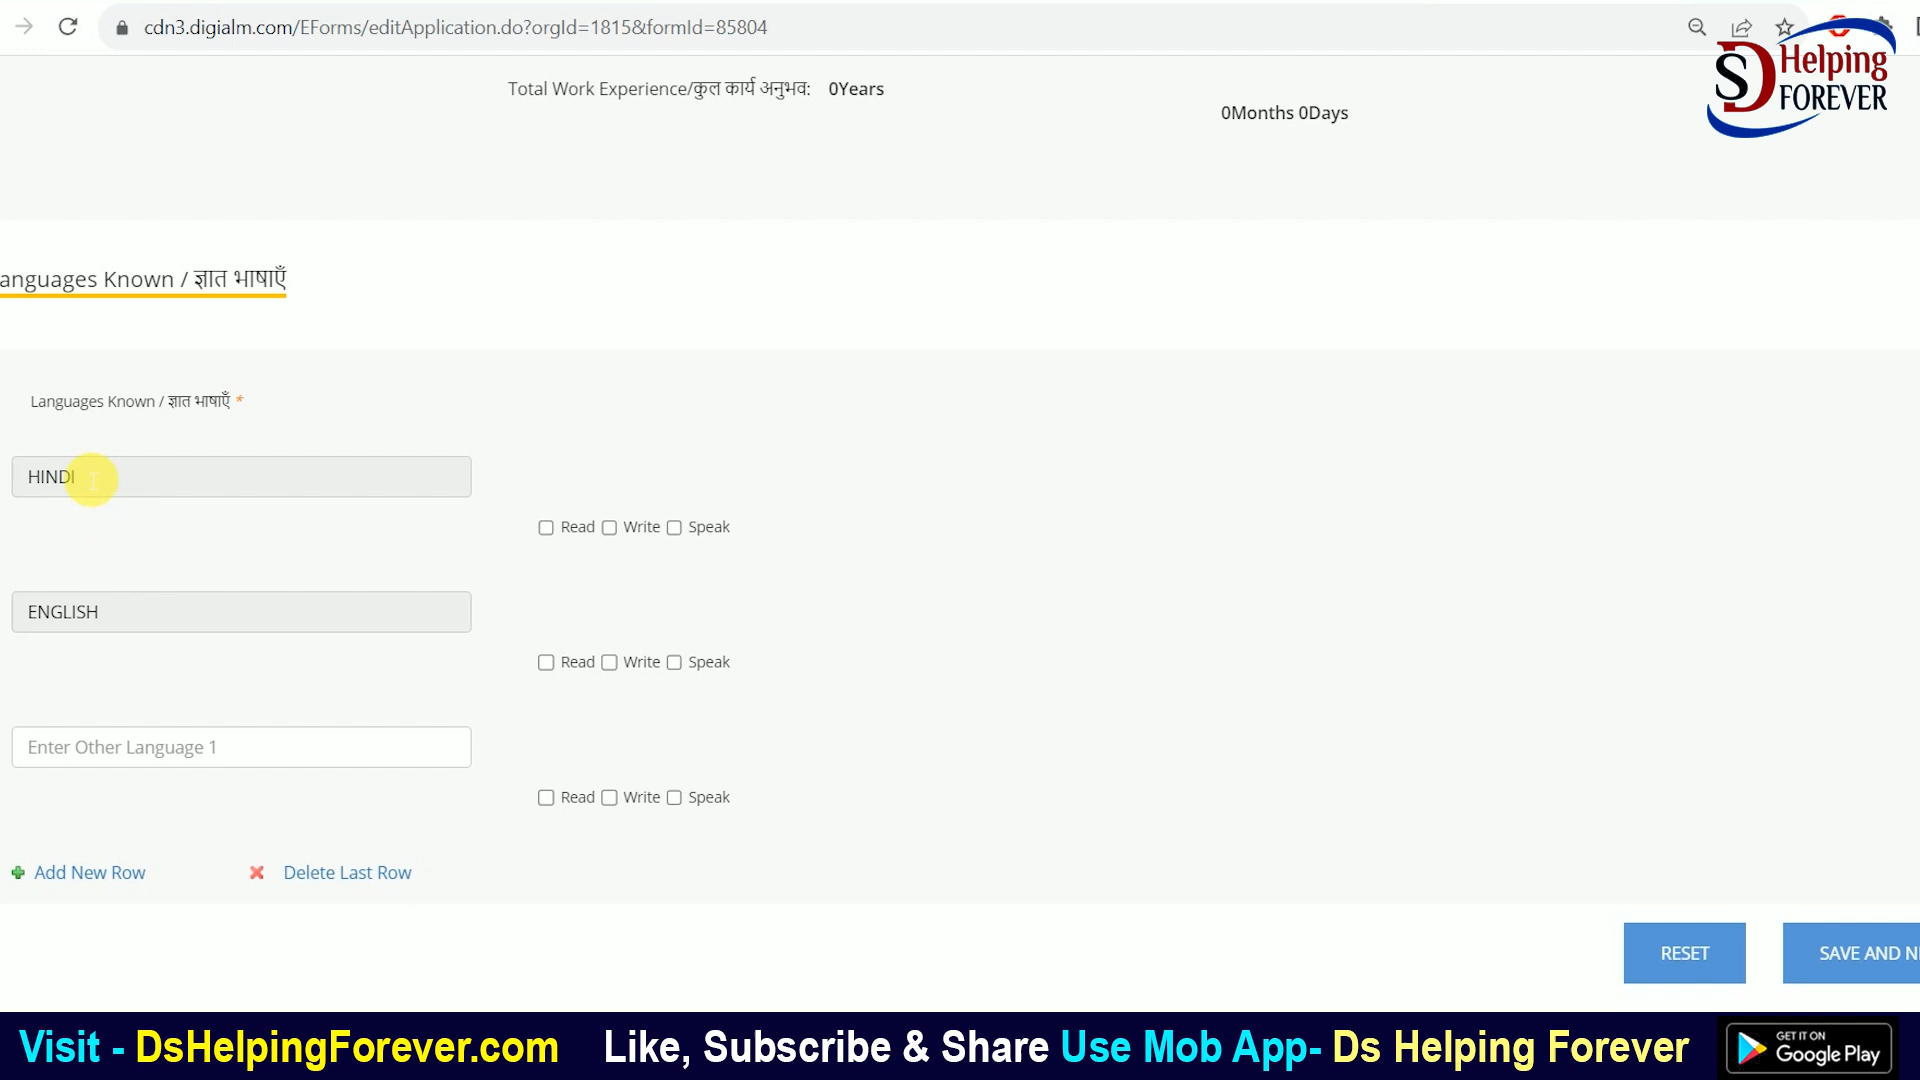 cdn3.digialm.com/EForms/editApplication.do?orgId=1815&formId=85804
SD Helping FOREVER
Total Work Experience/कुल कार्य अनुभव: 0Years
0Months 0Days
anguages Known / ज्ञात भाषाएँ
Languages Known / ज्ञात भाषाएँ *
HINDI
Read Write Speak
ENGLISH
Read Write Speak
Enter Other Language 1
Read Write Speak
Add New Row Delete Last Row
RESET SAVE AND N
Visit - DsHelpingForever.com Like, Subscribe & Share Use Mob App- Ds Helping Forever GET IT ON Google Play